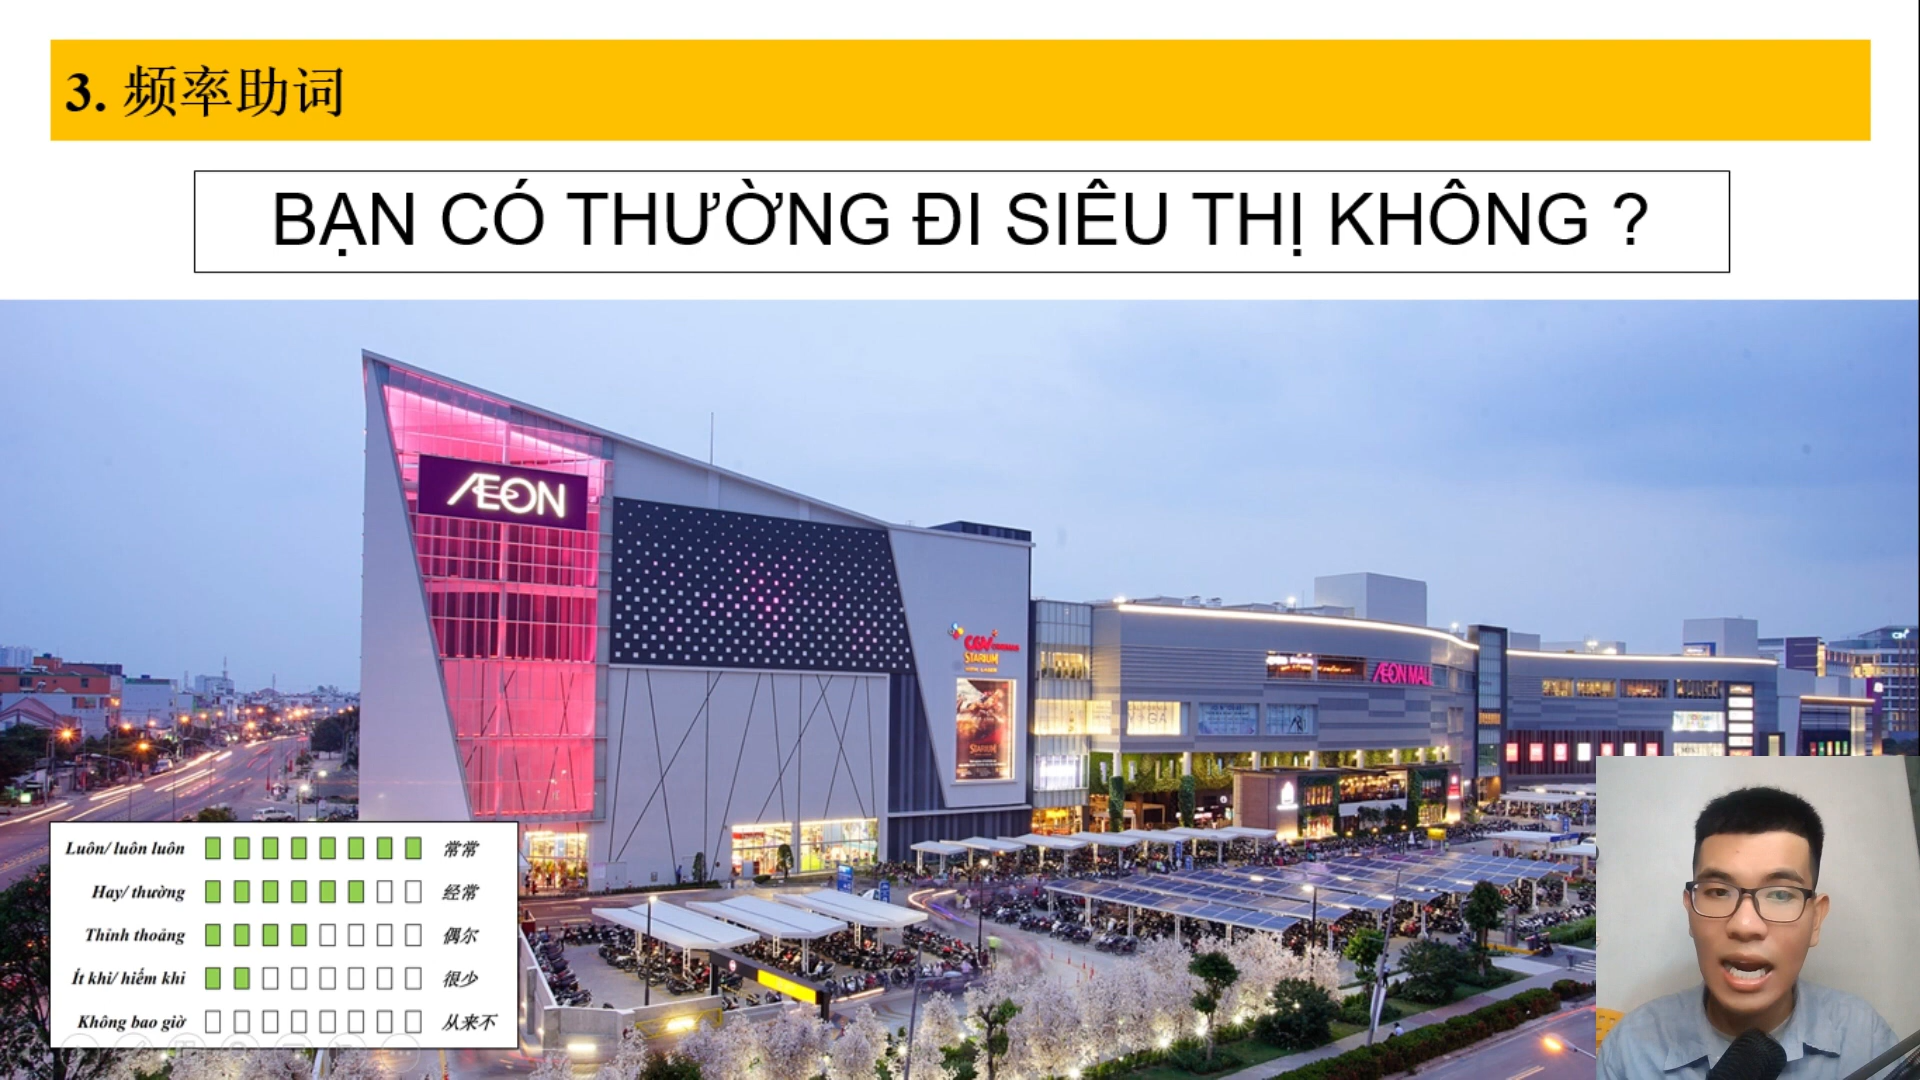 3. 频率助词
BẠN CÓ THƯỜNG ĐI SIÊU THỊ KHÔNG ?
ÆON
CGV
STARIUM
ÆON MALL
STARIUM
Luôn/ luôn luôn 常常
Hay/ thường 经常
Thỉnh thoảng 偶尔
Ít khi/ hiếm khi 很少
Không bao giờ 从来不